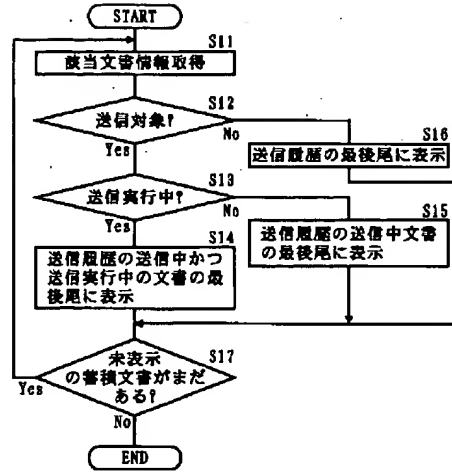 START
S11
該当文書情報取得
S12
送信対象?
No
Yes
S16
送信履歴の最後尾に表示
S13
送信実行中?
No
Yes
S15
送信履歴の送信中文書
の最後尾に表示
S14
送信履歴の送信中かつ
送信実行中の文書の最
後尾に表示
S17
未表示
の蓄積文書がまだ
ある?
Yes
No
END